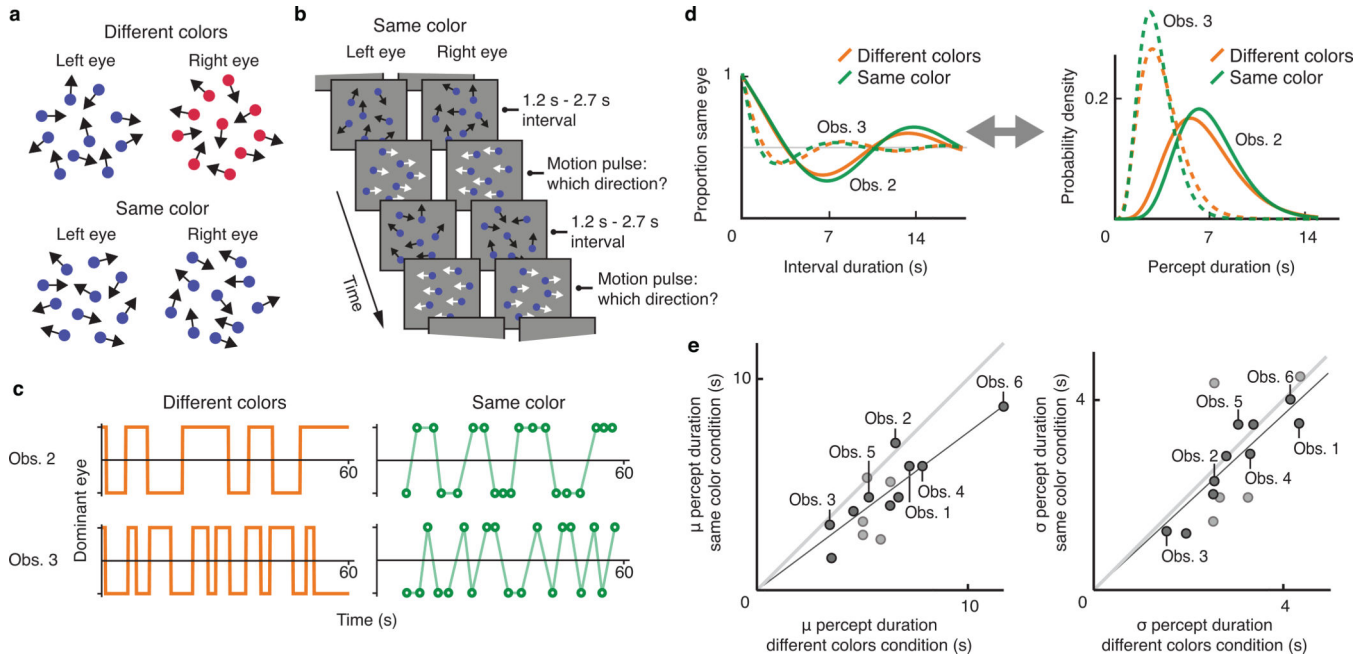 a
Different colors
Left eye
Right eye
Same color
Left eye
Right eye
b
Same color
Left eye
Right eye
1.2 s - 2.7 s
interval
Motion pulse:
which direction?
1.2 s - 2.7 s
interval
Motion pulse:
which direction?
Time
c
Different colors
Same color
Obs. 2
Obs. 3
Dominant eye
60
60
60
60
Time (s)
d
Different colors
Same color
Proportion same eye
1
Obs. 3
Obs. 2
0
7
14
Interval duration (s)
Obs. 3
Different colors
Same color
Probability density
0.2
Obs. 2
0
7
14
Percept duration (s)
e
μ percept duration
same color condition (s)
10
Obs. 6
Obs. 2
Obs. 5
Obs. 3
Obs. 4
Obs. 1
0
10
μ percept duration
different colors condition (s)
σ percept duration
same color condition (s)
4
Obs. 6
Obs. 5
Obs. 2
Obs. 1
Obs. 4
Obs. 3
0
4
σ percept duration
different colors condition (s)